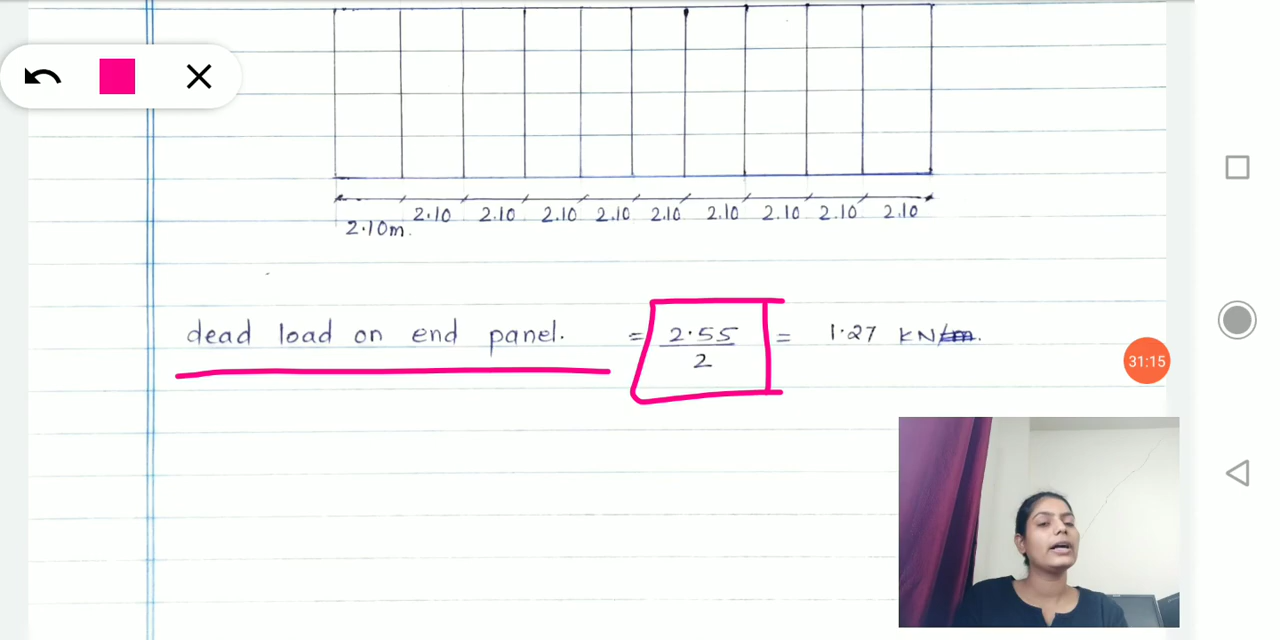 2.10 2.10 2.10 2.10 2.10 2.10 2.10 2.10 2.10
2.10m.
dead load on end panel. = 2.55 = 1.27 KN/m.
2
31:15